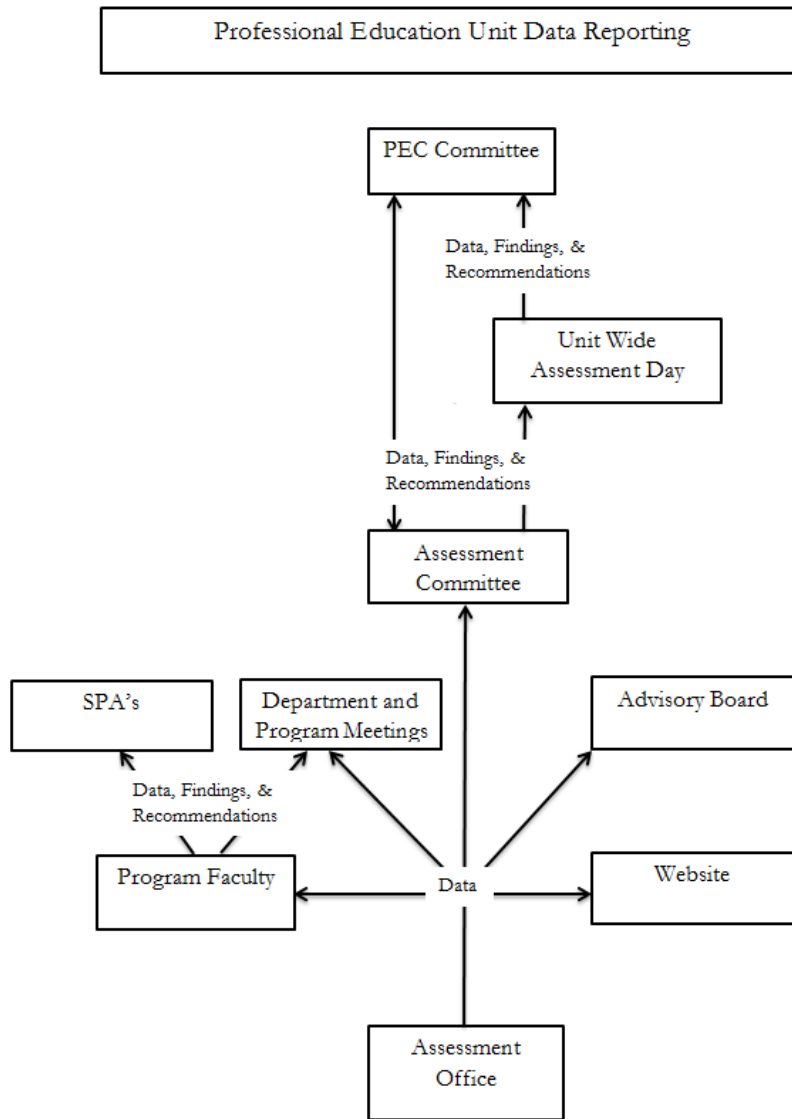 Professional Education Unit Data Reporting
PEC Committee
Data, Findings, &
Recommendations
Unit Wide
Assessment Day
Data, Findings, &
Recommendations
Assessment
Committee
SPA's
Department and
Program Meetings
Advisory Board
Data, Findings, &
Recommendations
Program Faculty
Data
Website
Assessment
Office